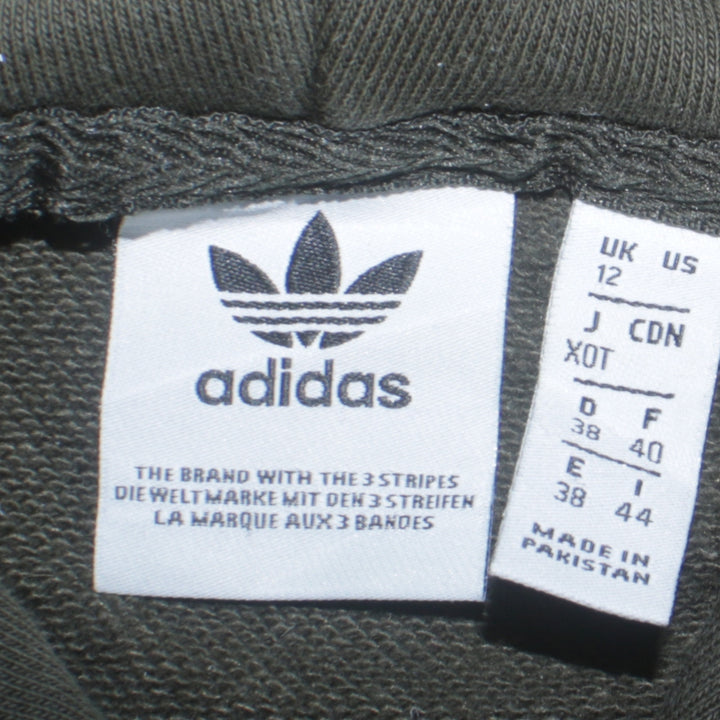 adidas
THE BRAND WITH THE 3 STRIPES
DIE WELTMARKE MIT DEN 3 STREIFEN
LA MARQUE AUX 3 BANDES
UK US
12
J CDN
XOT
D F
38 40
E I
38 44
MADE IN
PAKISTAN